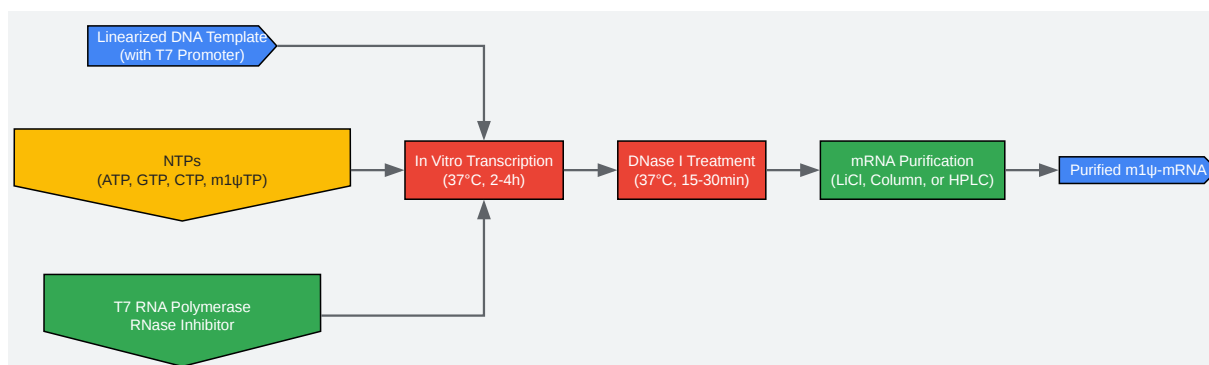 Linearized DNA Template
(with T7 Promoter)
NTPs
(ATP, GTP, CTP, m1ψTP)
In Vitro Transcription
(37°C, 2-4h)
DNase I Treatment
(37°C, 15-30min)
mRNA Purification
(LiCl, Column, or HPLC)
Purified m1ψ-mRNA
T7 RNA Polymerase
RNase Inhibitor